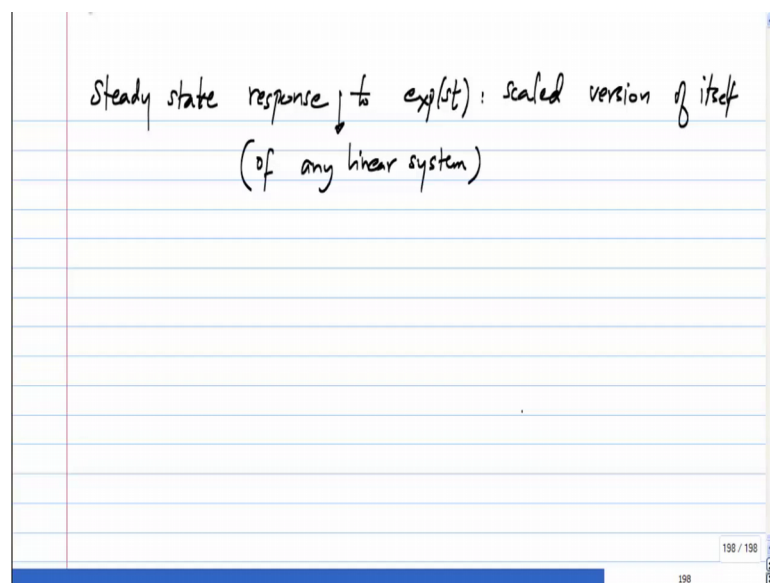 Steady state response to exp(st): scaled version of itself
(of any linear system)
198 / 198
198